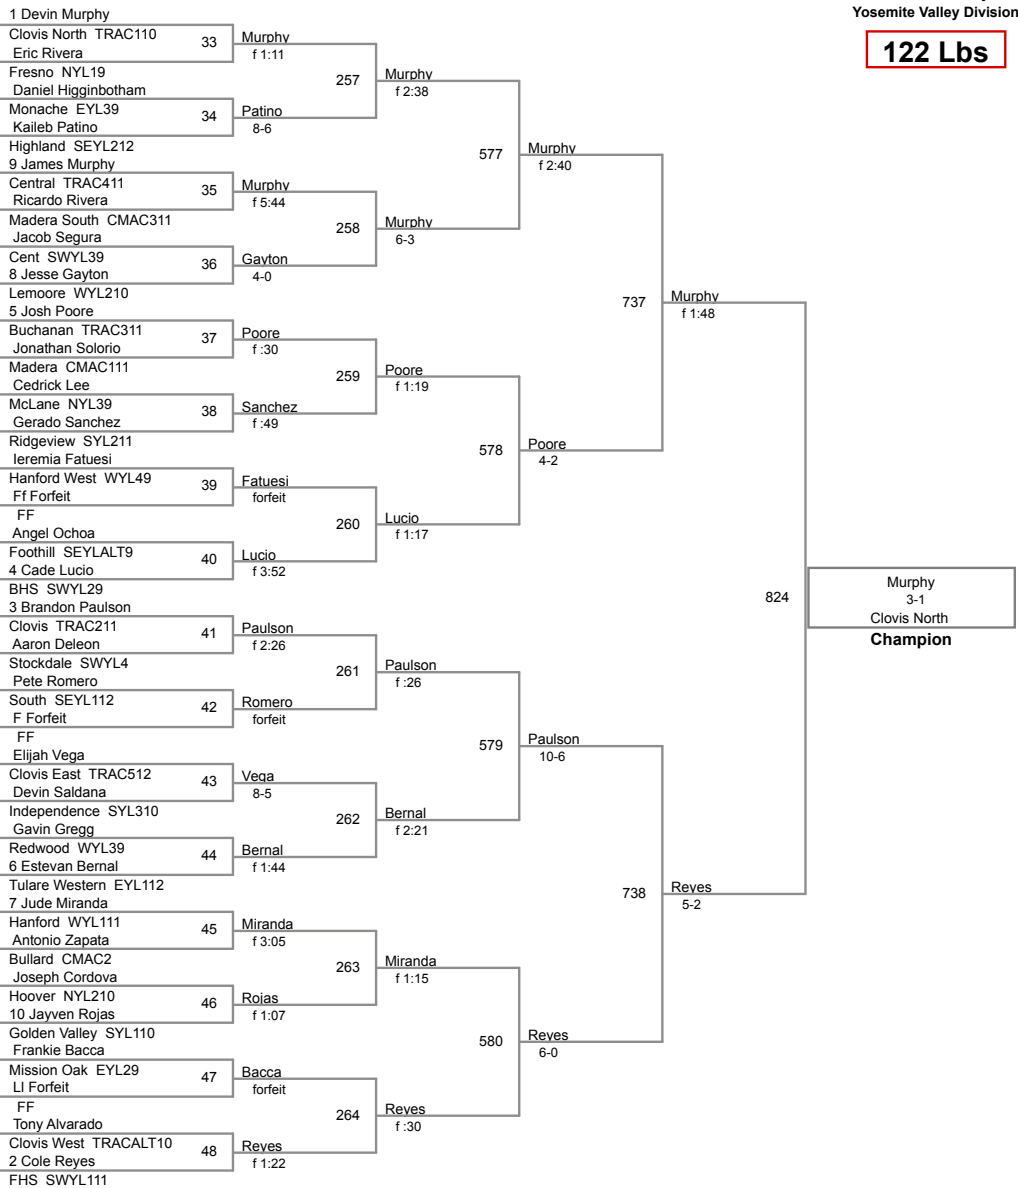 Yosemite Valley Division
122 Lbs
1 Devin Murphy
Clovis North TRAC110
Eric Rivera
Fresno NYL19
Daniel Higginbotham
Monache EYL39
Kaileb Patino
Highland SEYL212
9 James Murphy
Central TRAC411
Ricardo Rivera
Madera South CMAC311
Jacob Segura
Cent SWYL39
8 Jesse Gayton
Lemoore WYL210
5 Josh Poore
Buchanan TRAC311
Jonathan Solorio
Madera CMAC111
Cedrick Lee
McLane NYL39
Gerado Sanchez
Ridgeview SYL211
Ieremia Fatuesi
Hanford West WYL49
Ff Forfeit
FF
Angel Ochoa
Foothill SEYLALT9
4 Cade Lucio
BHS SWYL29
3 Brandon Paulson
Clovis TRAC211
Aaron Deleon
Stockdale SWYL4
Pete Romero
South SEYL112
F Forfeit
FF
Elijah Vega
Clovis East TRAC512
Devin Saldana
Independence SYL310
Gavin Gregg
Redwood WYL39
6 Estevan Bernal
Tulare Western EYL112
7 Jude Miranda
Hanford WYL111
Antonio Zapata
Bullard CMAC2
Joseph Cordova
Hoover NYL210
10 Jayven Rojas
Golden Valley SYL110
Frankie Bacca
Mission Oak EYL29
Ll Forfeit
FF
Tony Alvarado
Clovis West TRACALT10
2 Cole Reyes
FHS SWYL111
33
34
35
36
37
38
39
40
41
42
43
44
45
46
47
48
Murphy
f 1:11
Patino
8-6
Murphy
f 5:44
Gayton
4-0
Poore
f :30
Sanchez
f :49
Fatuesi
forfeit
Lucio
f 3:52
Paulson
f 2:26
Romero
forfeit
Vega
8-5
Bernal
f 1:44
Miranda
f 3:05
Rojas
f 1:07
Bacca
forfeit
Reyes
f 1:22
257
258
259
260
261
262
263
264
Murphy
f 2:38
Murphy
6-3
Poore
f 1:19
Lucio
f 1:17
Paulson
f :26
Bernal
f 2:21
Miranda
f 1:15
Reyes
f :30
577
578
579
580
Murphy
f 2:40
Poore
4-2
Paulson
10-6
Reyes
6-0
737
738
Murphy
f 1:48
Reyes
5-2
824
Murphy
3-1
Clovis North
Champion